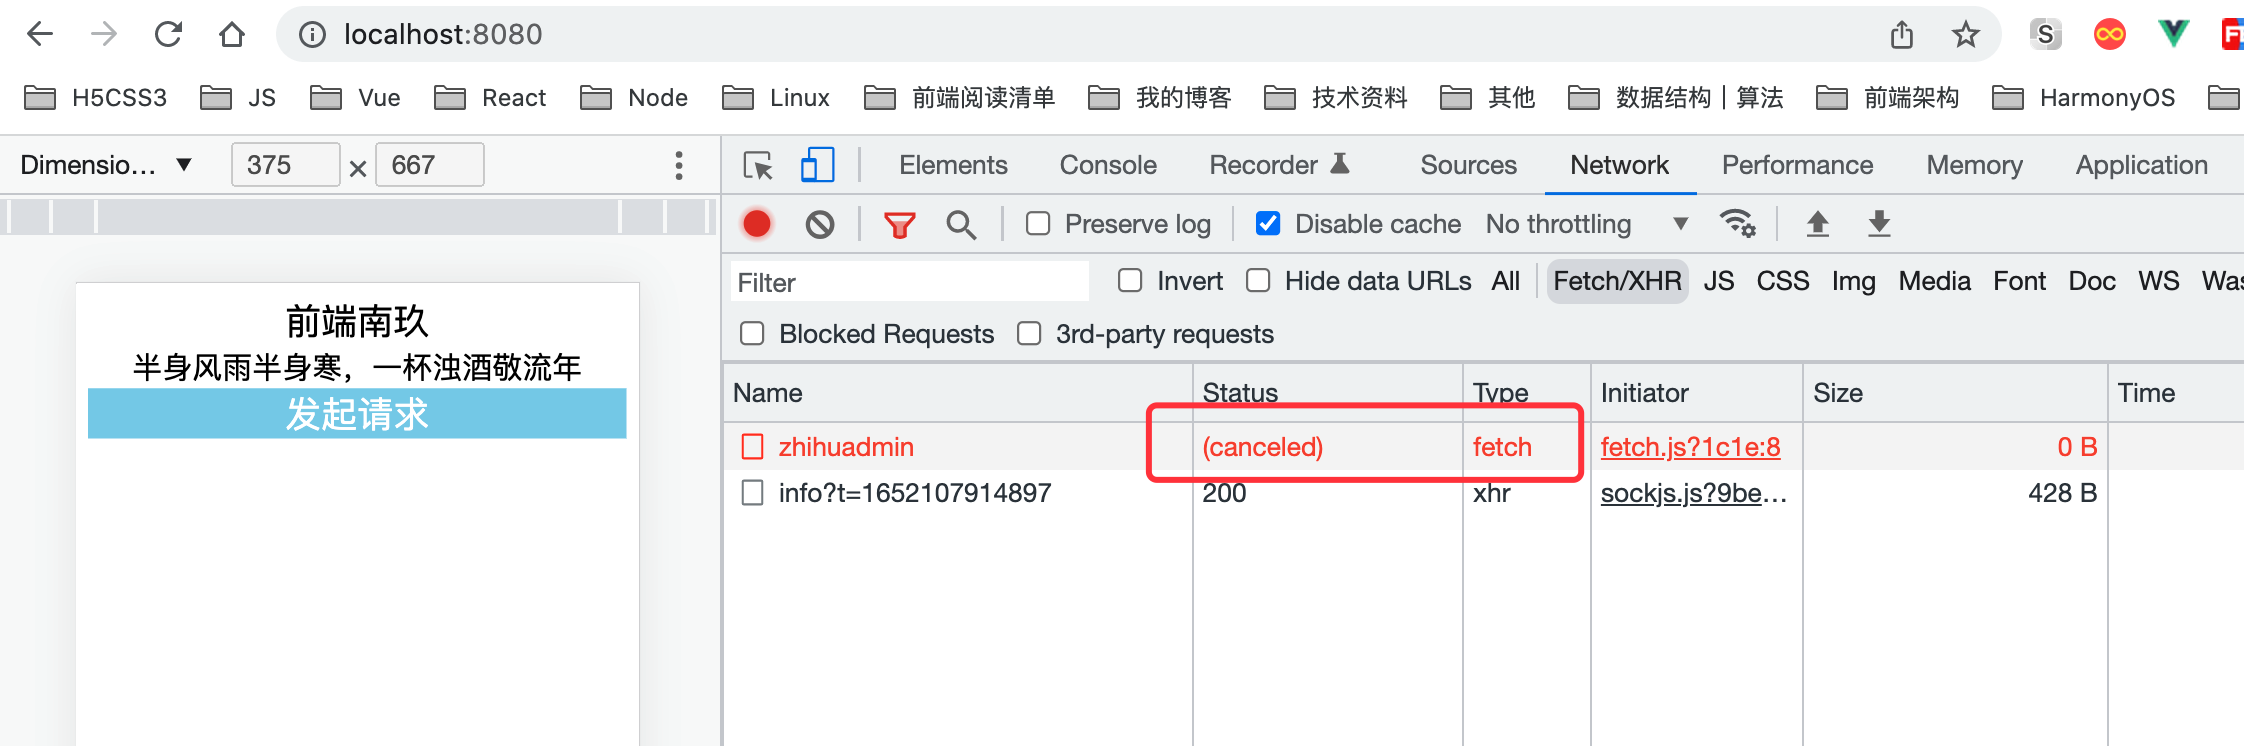 localhost:8080
S
H5CSS3 JS Vue React Node Linux 前端阅读清单 我的博客 技术资料 其他 数据结构 | 算法 前端架构 HarmonyOS
Dimensio... 375 × 667
Elements Console Recorder Sources Network Performance Memory Application
Preserve log Disable cache No throttling
Filter Invert Hide data URLs All Fetch/XHR JS CSS Img Media Font Doc WS
Blocked Requests 3rd-party requests
前端南玖
半身风雨半身寒，一杯浊酒敬流年
发起请求
Name Status Type Initiator Size Time
zhihuadmin (canceled) fetch fetch.js?1c1e:8 0 B
info?t=1652107914897 200 xhr sockjs.js?9be... 428 B